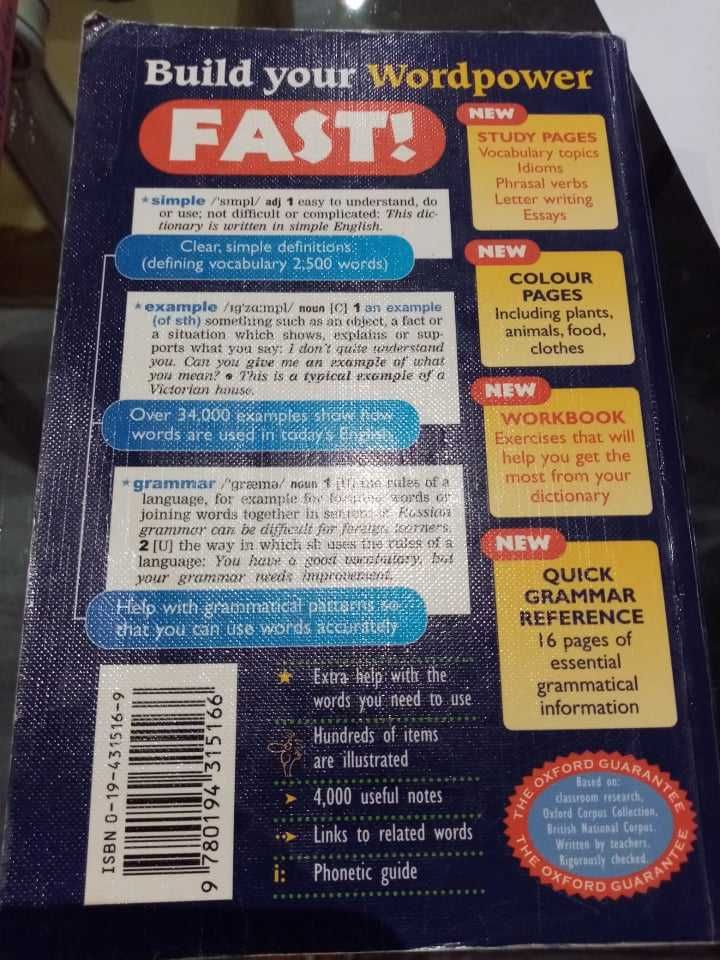 Build your Wordpower
FAST!
*simple /'sɪmpl/ adj 1 easy to understand, do
or use; not difficult or complicated: This dic-
tionary is written in simple English.
Clear, simple definitions
(defining vocabulary 2,500 words)
*example /ɪg'zɑːmpl/ noun [C] 1 an example
(of sth) something such as an object, a fact or
a situation which shows, explains or sup-
ports what you say: I don't quite understand
you. Can you give me an example of what
you mean? ● This is a typical example of a
Victorian house.
Over 34,000 examples show how
words are used in today's English
*grammar /'græmə/ noun 1 [U] the rules of a
language, for example for forming words or
joining words together in sentences: Russian
grammar can be difficult for foreign learners.
2 [U] the way in which sb uses the rules of a
language: You have a good vocabulary, but
your grammar needs improvement.
Help with grammatical patterns so
that you can use words accurately
NEW
STUDY PAGES
Vocabulary topics
Idioms
Phrasal verbs
Letter writing
Essays
NEW
COLOUR
PAGES
Including plants,
animals, food,
clothes
NEW
WORKBOOK
Exercises that will
help you get the
most from your
dictionary
NEW
QUICK
GRAMMAR
REFERENCE
16 pages of
essential
grammatical
information
ISBN 0-19-431516-9
9 780194 315166
Extra help with the
words you need to use
Hundreds of items
are illustrated
4,000 useful notes
Links to related words
i: Phonetic guide
THE OXFORD GUARANTEE
Based on:
classroom research,
Oxford Corpus Collection,
British National Corpus.
Written by teachers.
Rigorously checked.
THE OXFORD GUARANTEE